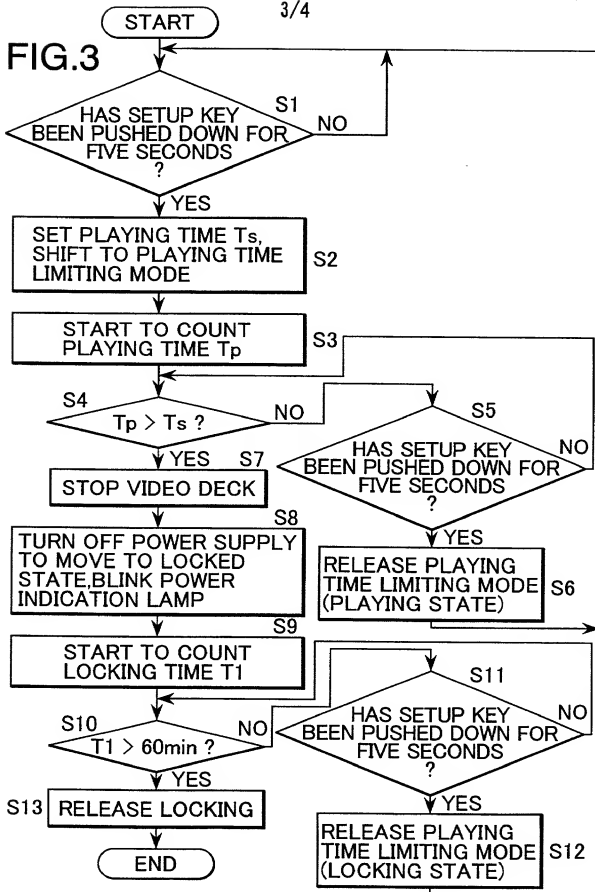 3/4
FIG.3
START
HAS SETUP KEY
BEEN PUSHED DOWN FOR
FIVE SECONDS
?
S1
NO
YES
SET PLAYING TIME Ts,
SHIFT TO PLAYING TIME
LIMITING MODE
S2
START TO COUNT
PLAYING TIME Tp
S3
S4
Tp > Ts ?
NO
YES
S5
HAS SETUP KEY
BEEN PUSHED DOWN FOR
FIVE SECONDS
?
NO
YES
RELEASE PLAYING
TIME LIMITING MODE
(PLAYING STATE)
S6
S7
STOP VIDEO DECK
S8
TURN OFF POWER SUPPLY
TO MOVE TO LOCKED
STATE,BLINK POWER
INDICATION LAMP
S9
START TO COUNT
LOCKING TIME T1
S10
T1 > 60min ?
NO
YES
S11
HAS SETUP KEY
BEEN PUSHED DOWN FOR
FIVE SECONDS
?
NO
YES
RELEASE PLAYING
TIME LIMITING MODE
(LOCKING STATE)
S12
S13
RELEASE LOCKING
END